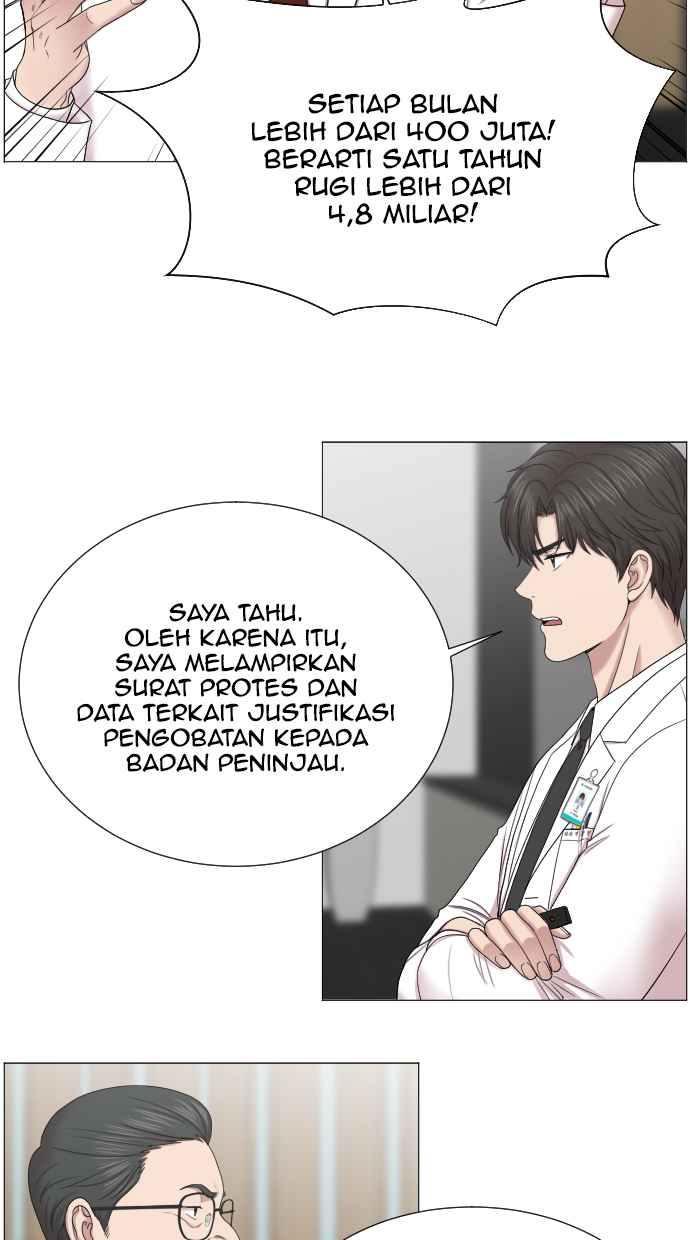 SETIAP BULAN
LEBIH DARI 400 JUTA!
BERARTI SATU TAHUN
RUGI LEBIH DARI
4,8 MILIAR!
SAYA TAHU.
OLEH KARENA ITU,
SAYA MELAMPIRKAN
SURAT PROTES DAN
DATA TERKAIT JUSTIFIKASI
PENGOBATAN KEPADA
BADAN PENINJAU.